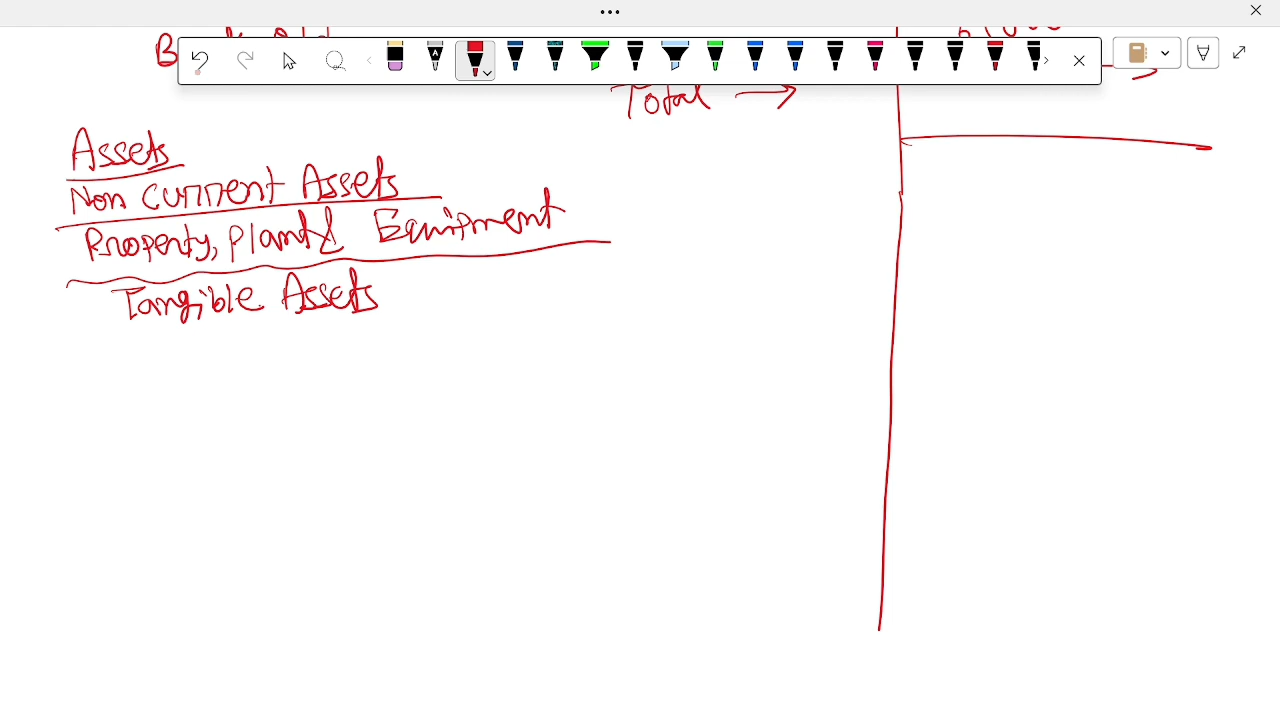 Total →
Assets
Non current Assets
Property, plant & Equipment
Tangible Assets